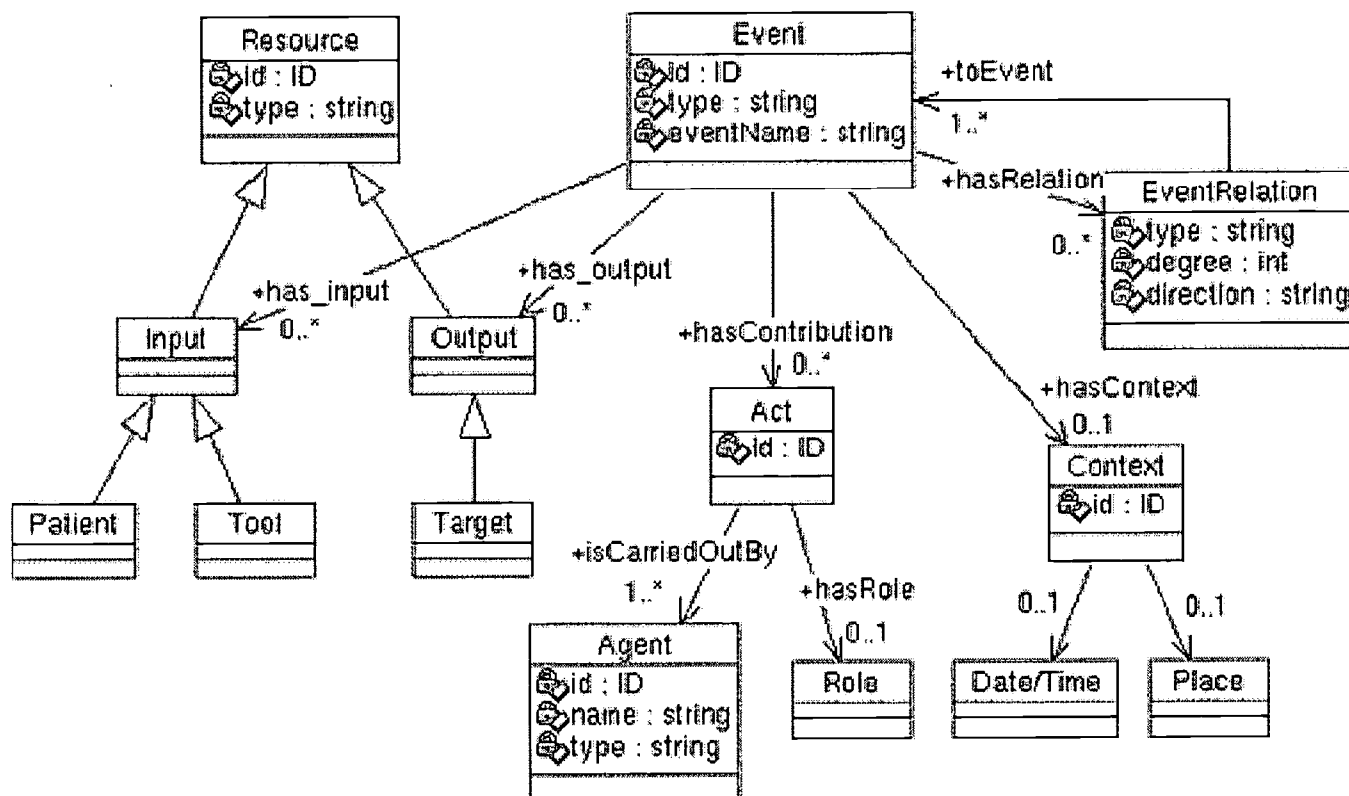 Resource
id : ID
type : string
Event
id : ID
type : string
eventName : string
+toEvent
1..*
+hasRelation
0..*
EventRelation
type : string
degree : int
direction : string
+has_input
0..*
+has_output
0..*
+hasContribution
0..*
+hasContext
0..1
Input
Output
Act
id : ID
Context
id : ID
Patient
Tool
Target
+isCarriedOutBy
1..*
+hasRole
0..1
0..1
0..1
Agent
id : ID
name : string
type : string
Role
Date/Time
Place